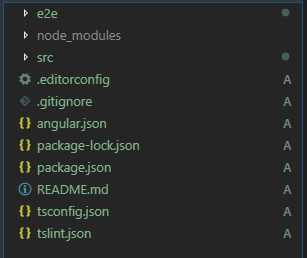 e2e
node_modules
src
.editorconfig A
.gitignore A
angular.json A
package-lock.json A
package.json A
README.md A
tsconfig.json A
tslint.json A